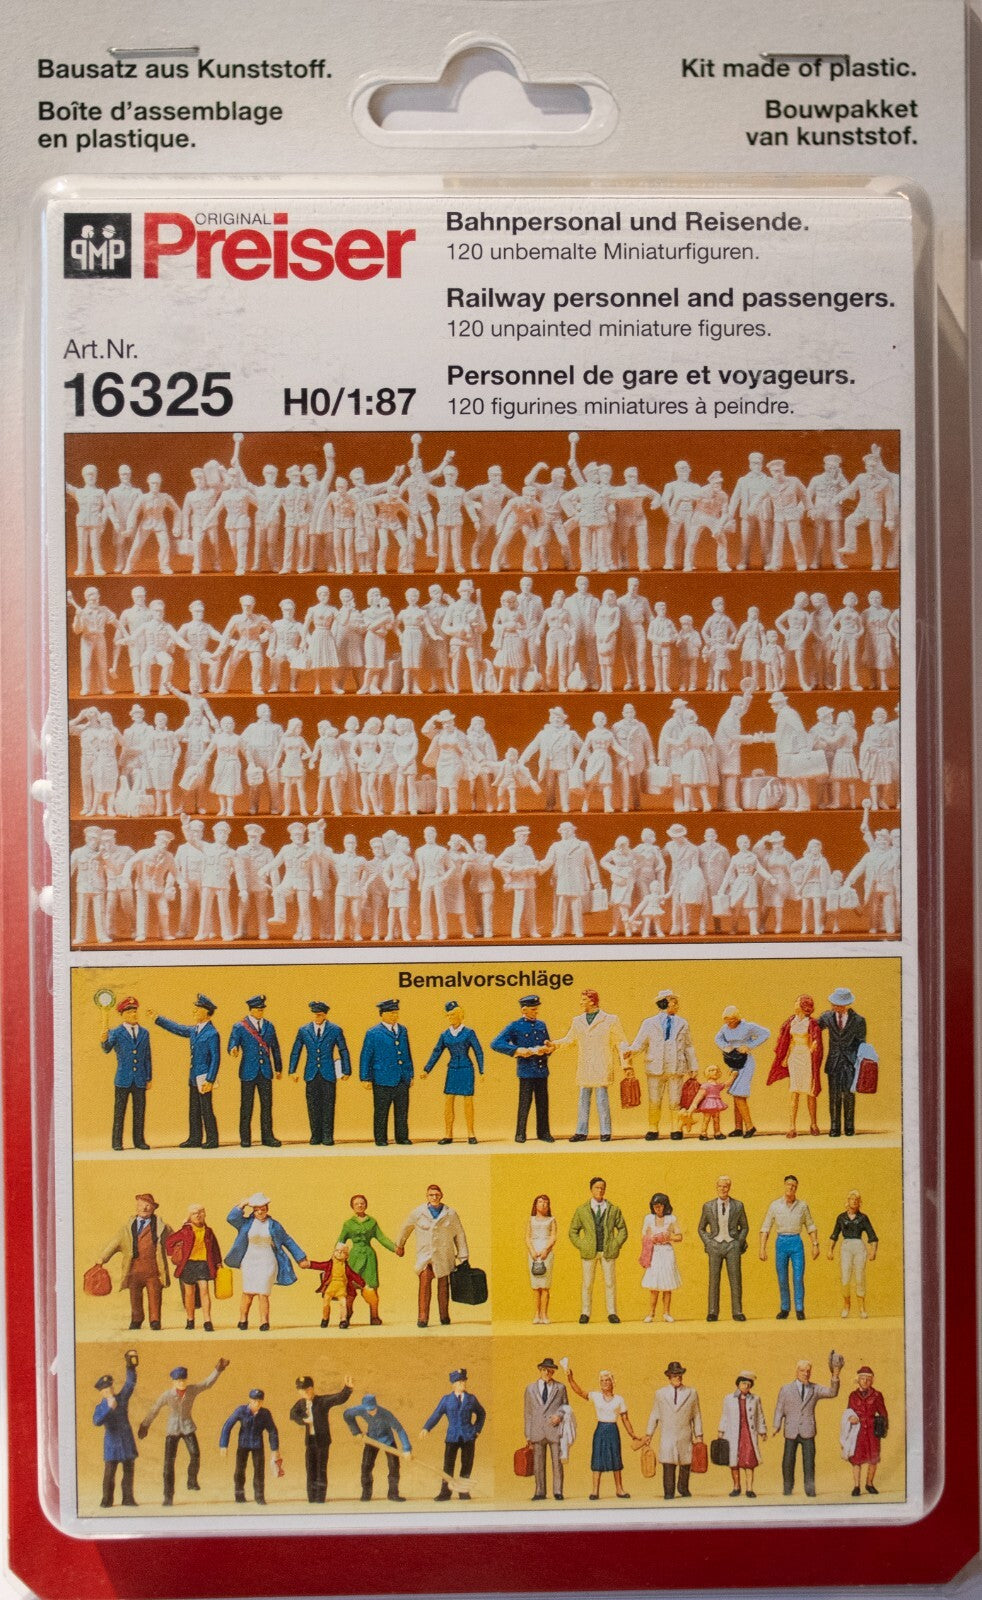 Bausatz aus Kunststoff.
Boîte d'assemblage
en plastique.
Kit made of plastic.
Bouwpakket
van kunststof.
PMP
ORIGINAL
Preiser
Art.Nr.
16325 H0/1:87
Bahnpersonal und Reisende.
120 unbemalte Miniaturfiguren.
Railway personnel and passengers.
120 unpainted miniature figures.
Personnel de gare et voyageurs.
120 figurines miniatures à peindre.
Bemalvorschläge